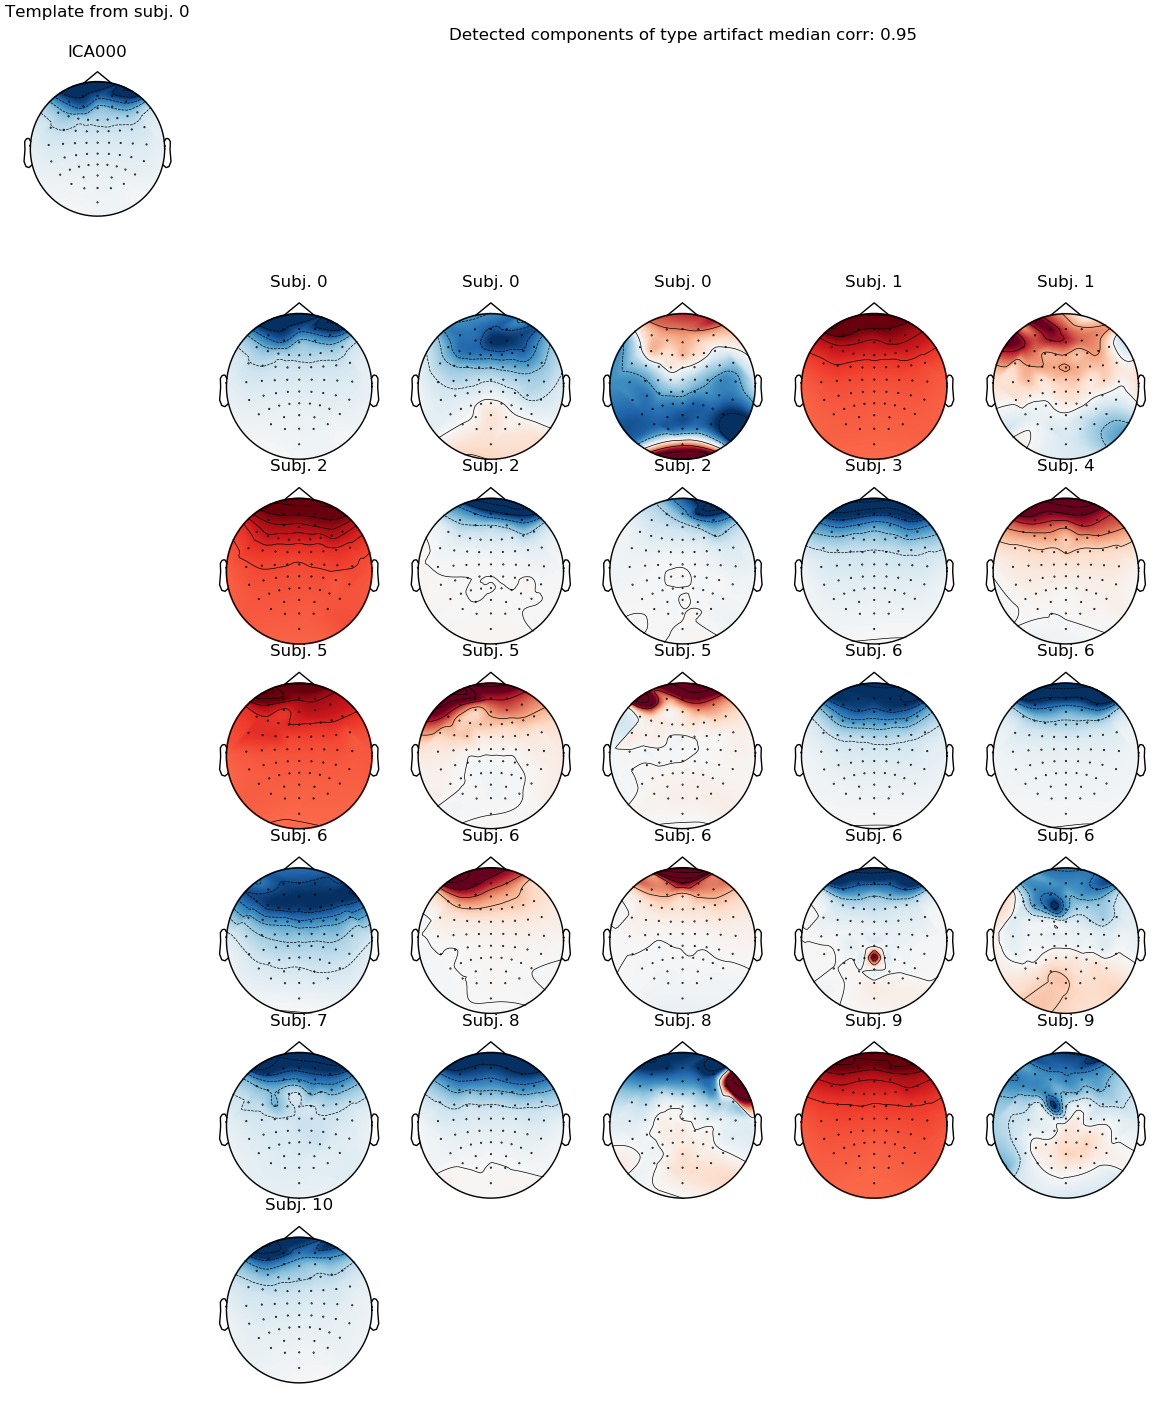 Template from subj. 0
Detected components of type artifact median corr: 0.95
ICA000
Subj. 0 Subj. 0 Subj. 0 Subj. 1 Subj. 1
Subj. 2 Subj. 2 Subj. 2 Subj. 3 Subj. 4
Subj. 5 Subj. 5 Subj. 5 Subj. 6 Subj. 6
Subj. 6 Subj. 6 Subj. 6 Subj. 6 Subj. 6
Subj. 7 Subj. 8 Subj. 8 Subj. 9 Subj. 9
Subj. 10